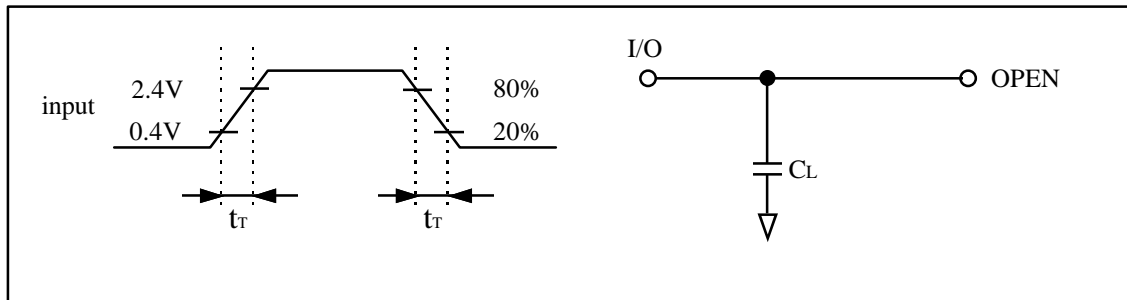 input
2.4V
0.4V
80%
20%
tT
tT
I/O
OPEN
CL